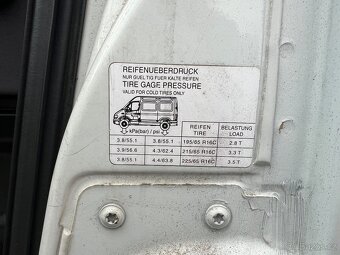 REIFENUEBERDRUCK
NUR GUELTIG FUER KALTE REIFEN
TIRE GAGE PRESSURE
VALID FOR COLD TIRES ONLY
kPa(bar) / psi REIFEN TIRE BELASTUNG LOAD
3.8/55.1 3.8/55.1 195/65 R16C 2.8 T
3.9/56.6 4.3/62.4 215/65 R16C 3.3 T
3.8/55.1 4.4/63.8 225/65 R16C 3.5 T